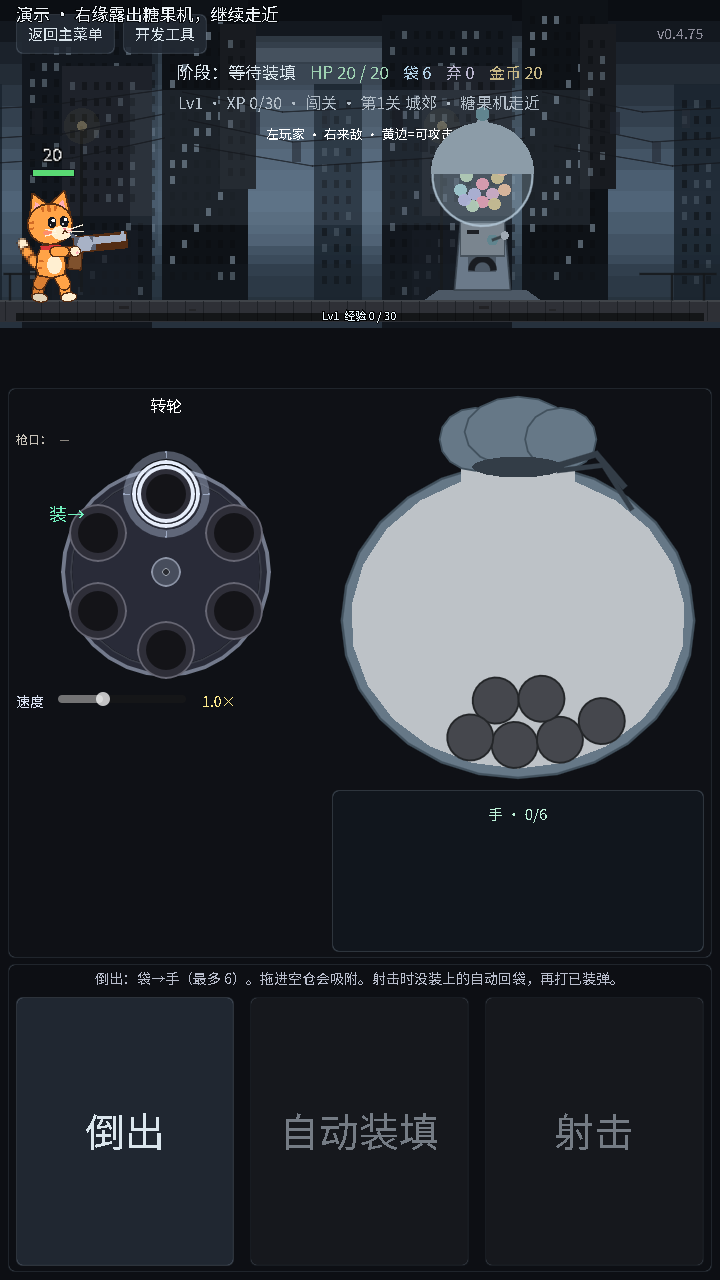 演示 · 右缘露出糖果机，继续走近
返回主菜单 开发工具 v0.4.75
阶段：等待装填 HP 20 / 20 袋 6 弃 0 金币 20
Lv1 · XP 0/30 · 闯关 · 第1关 城郊 · 糖果机走近
左玩家 · 右来敌 · 黄边=可攻击
20
Lv1 经验 0 / 30
转轮
枪口： —
装→
速度 1.0×
手 · 0/6
倒出：袋→手（最多 6）。拖进空仓会吸附。射击时没装上的自动回袋，再打已装弹。
倒出 自动装填 射击